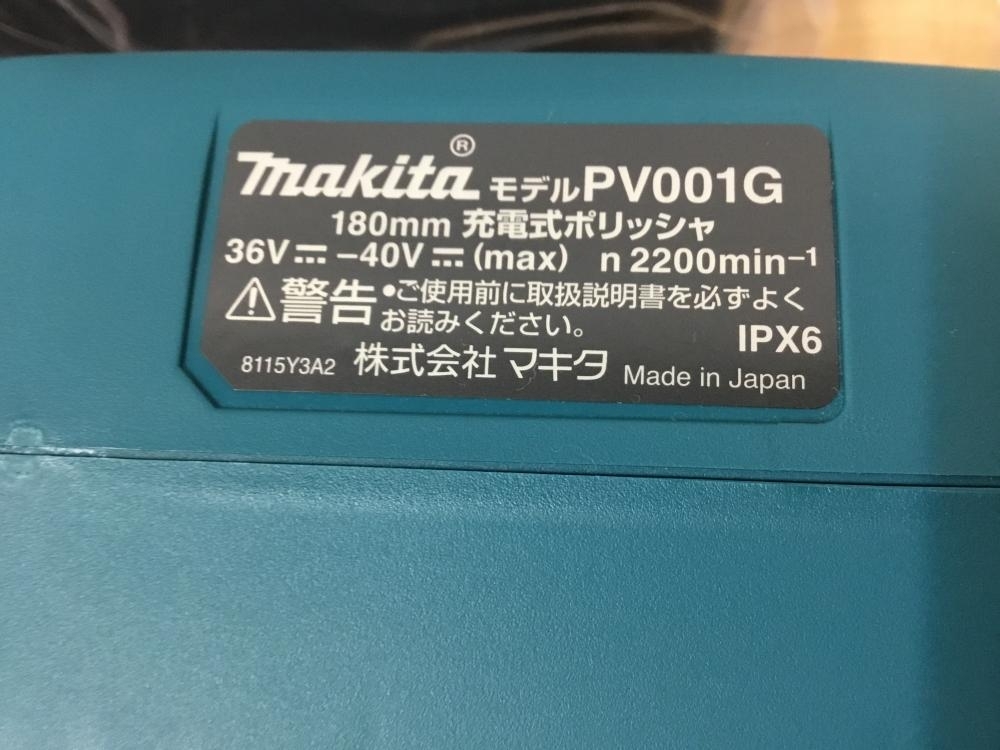 makita® モデルPV001G
180mm 充電式ポリッシャ
36V⎓–40V⎓(max) n 2200min⁻¹
⚠警告 •ご使用前に取扱説明書を必ずよく
お読みください。
IPX6
8115Y3A2 株式会社 マキタ Made in Japan